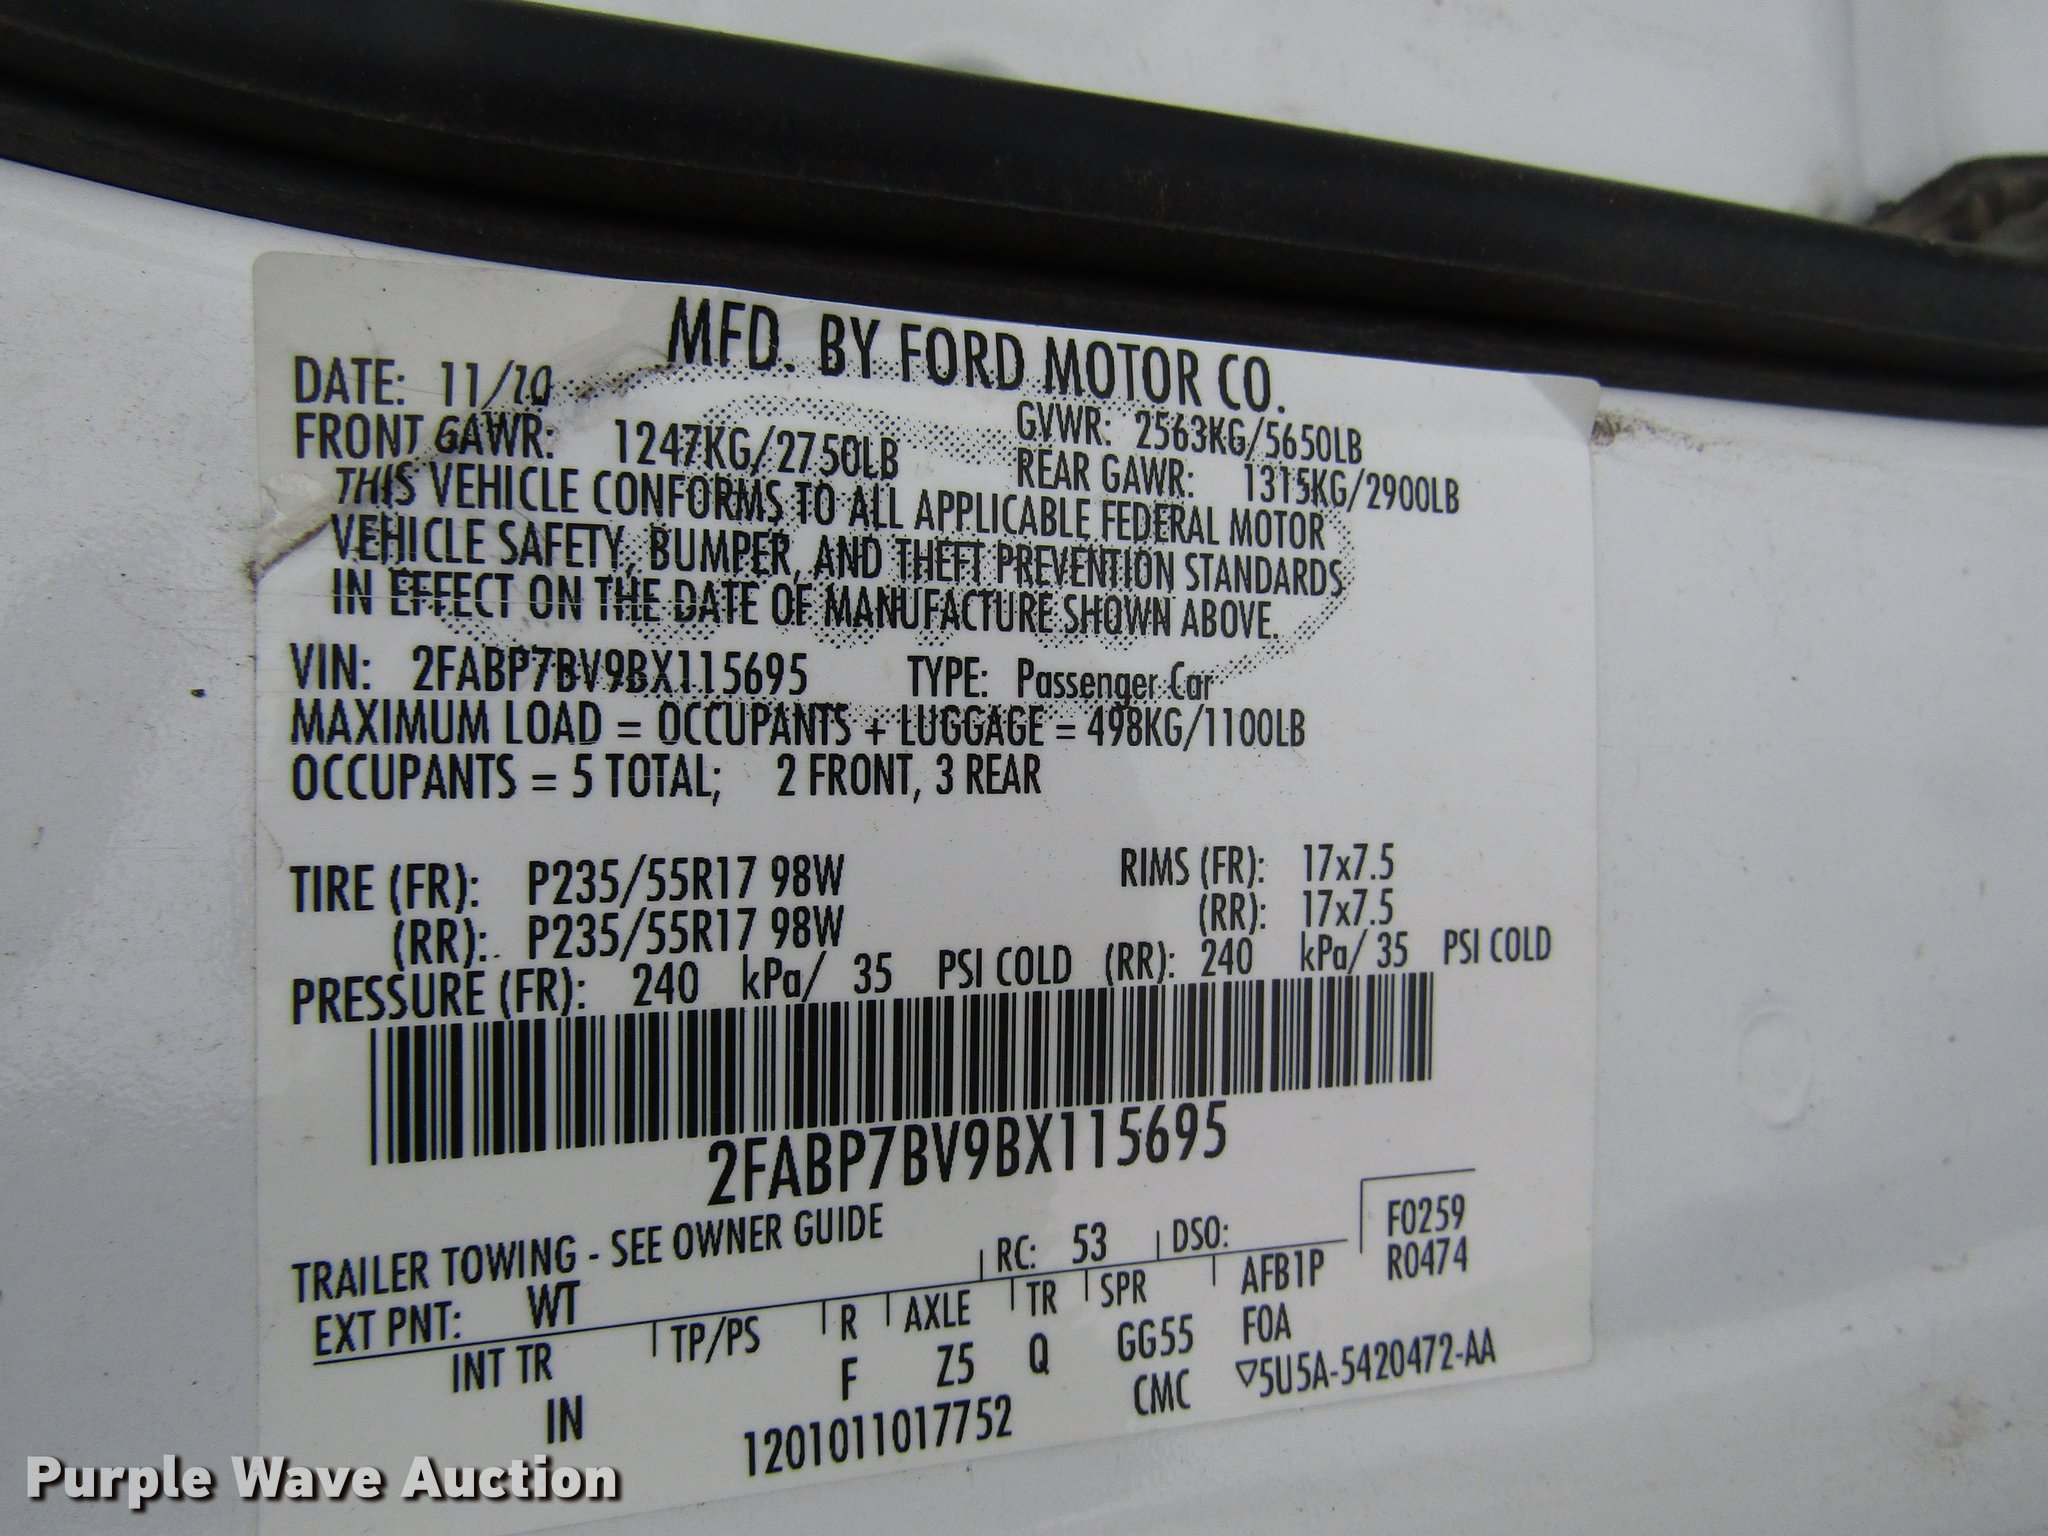 MFD. BY FORD MOTOR CO.
DATE: 11/10
GVWR: 2563KG/5650LB
FRONT GAWR: 1247KG/2750LB
REAR GAWR: 1315KG/2900LB
THIS VEHICLE CONFORMS TO ALL APPLICABLE FEDERAL MOTOR
VEHICLE SAFETY, BUMPER, AND THEFT PREVENTION STANDARDS
IN EFFECT ON THE DATE OF MANUFACTURE SHOWN ABOVE.
VIN: 2FABP7BV9BX115695 TYPE: Passenger Car
MAXIMUM LOAD = OCCUPANTS + LUGGAGE = 498KG/1100LB
OCCUPANTS = 5 TOTAL; 2 FRONT, 3 REAR
TIRE (FR): P235/55R17 98W RIMS (FR): 17x7.5
(RR): P235/55R17 98W (RR): 17x7.5
PRESSURE (FR): 240 kPa/ 35 PSI COLD (RR): 240 kPa/ 35 PSI COLD
2FABP7BV9BX115695
TRAILER TOWING - SEE OWNER GUIDE
EXT PNT: WT RC: 53 DSO: F0259
R0474
INT TR TP/PS R AXLE TR SPR AFB1P
IN F Z5 Q GG55 FOA
1201011017752 CMC ▽5U5A-5420472-AA
Purple Wave Auction